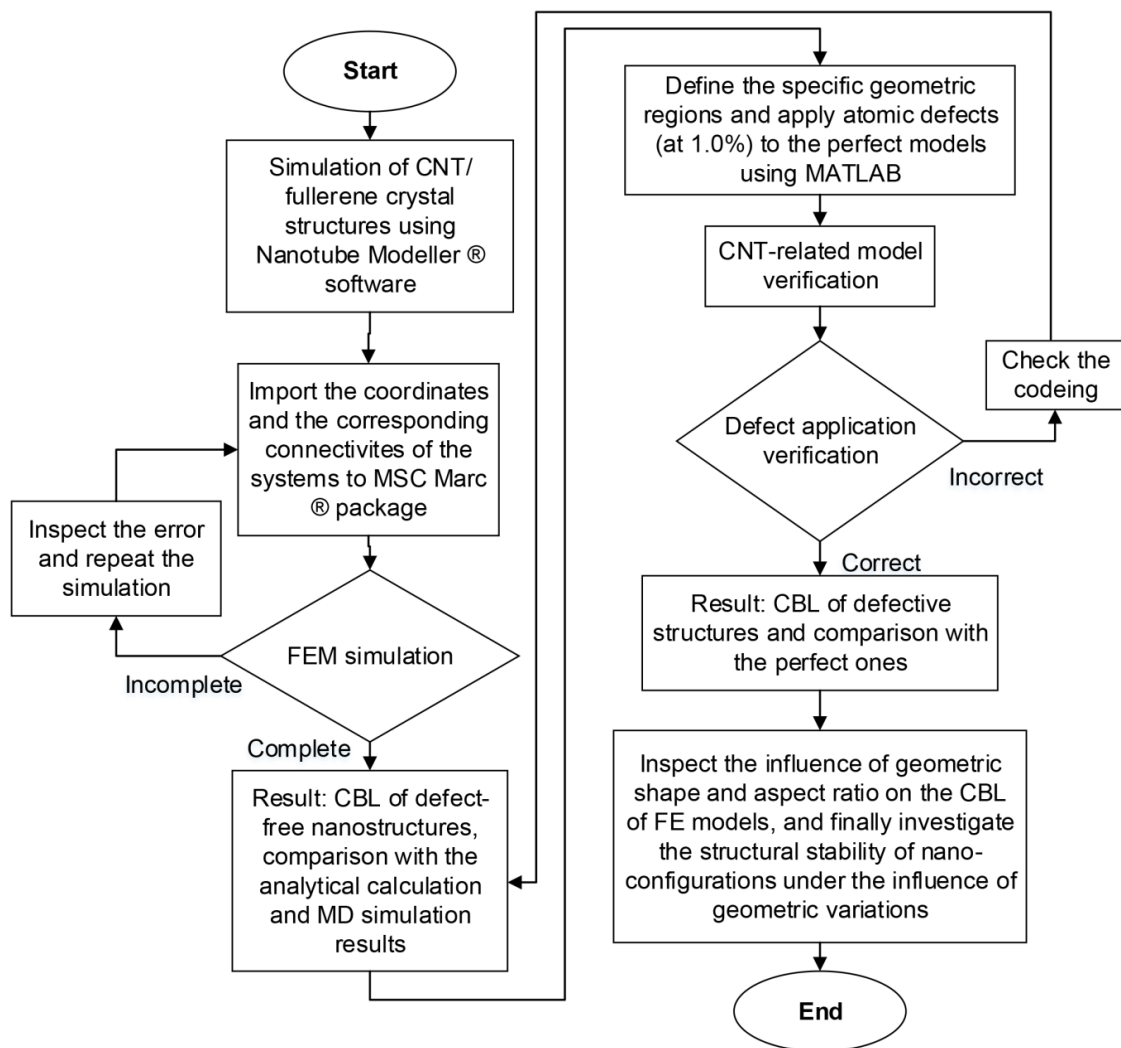 Start
Simulation of CNT/
fullerene crystal
structures using
Nanotube Modeller ®
software
Import the coordinates
and the corresponding
connectivites of the
systems to MSC Marc
® package
Inspect the error
and repeat the
simulation
FEM simulation
Incomplete
Complete
Result: CBL of defect-
free nanostructures,
comparison with the
analytical calculation
and MD simulation
results
Define the specific geometric
regions and apply atomic defects
(at 1.0%) to the perfect models
using MATLAB
CNT-related model
verification
Defect application
verification
Incorrect
Check the
codeing
Correct
Result: CBL of defective
structures and comparison with
the perfect ones
Inspect the influence of geometric
shape and aspect ratio on the CBL
of FE models, and finally investigate
the structural stability of nano-
configurations under the influence of
geometric variations
End